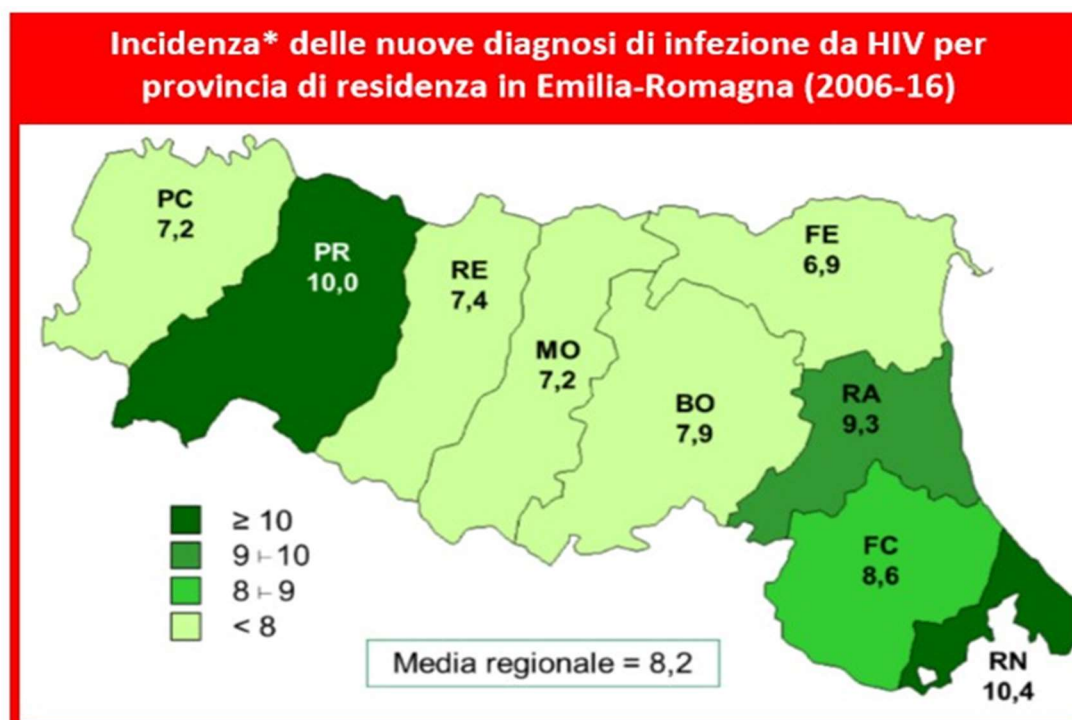 Incidenza* delle nuove diagnosi di infezione da HIV per
provincia di residenza in Emilia-Romagna (2006-16)
PC
7,2
PR
10,0
RE
7,4
MO
7,2
BO
7,9
FE
6,9
RA
9,3
FC
8,6
RN
10,4
≥ 10
9 ⊢ 10
8 ⊢ 9
< 8
Media regionale = 8,2